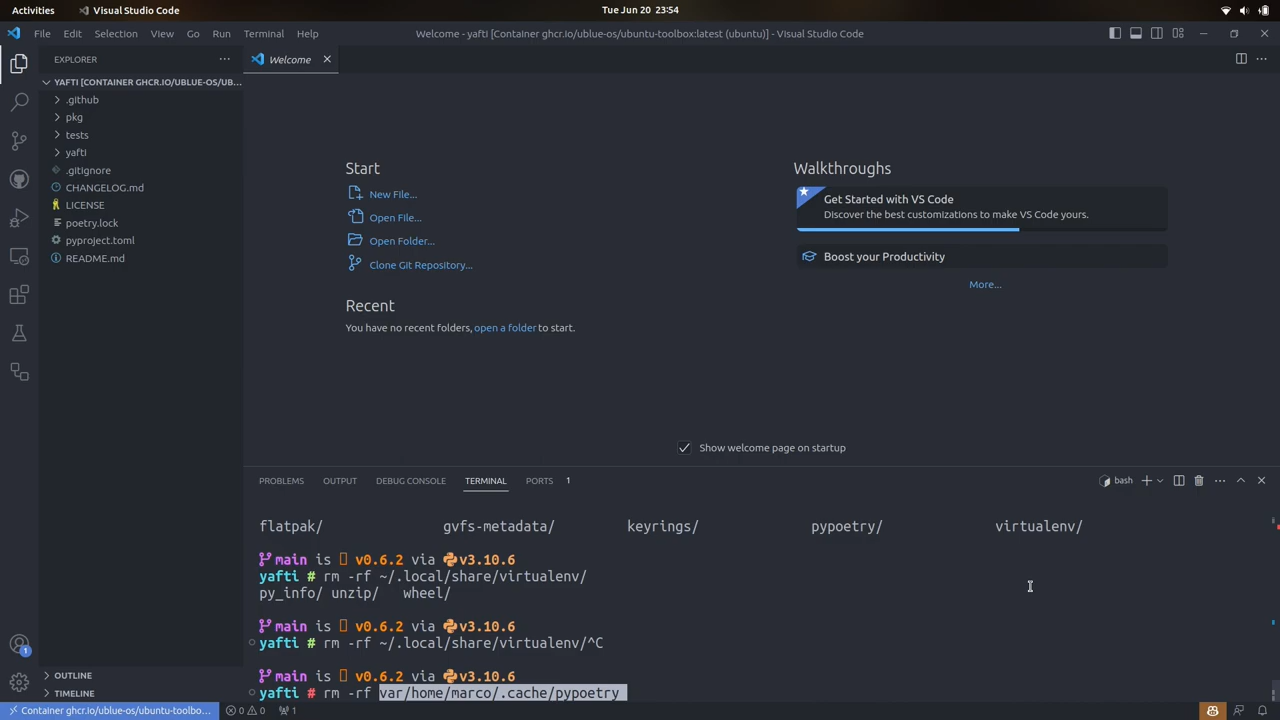 Activities
Visual Studio Code
Tue Jun 20 23:54
File Edit Selection View Go Run Terminal Help
Welcome - yafti [Container ghcr.io/ublue-os/ubuntu-toolbox:latest (ubuntu)] - Visual Studio Code
EXPLORER
Welcome
YAFTI [CONTAINER GHCR.IO/UBLUE-OS/UB...
.github
pkg
tests
yafti
.gitignore
CHANGELOG.md
LICENSE
poetry.lock
pyproject.toml
README.md
OUTLINE
TIMELINE
Start
New File...
Open File...
Open Folder...
Clone Git Repository...
Recent
You have no recent folders, open a folder to start.
Walkthroughs
Get Started with VS Code
Discover the best customizations to make VS Code yours.
Boost your Productivity
More...
Show welcome page on startup
PROBLEMS OUTPUT DEBUG CONSOLE TERMINAL PORTS 1
bash
flatpak/ gvfs-metadata/ keyrings/ pypoetry/ virtualenv/
main is v0.6.2 via v3.10.6
yafti # rm -rf ~/.local/share/virtualenv/
py_info/ unzip/ wheel/
main is v0.6.2 via v3.10.6
yafti # rm -rf ~/.local/share/virtualenv/^C
main is v0.6.2 via v3.10.6
yafti # rm -rf var/home/marco/.cache/pypoetry
1
Container ghcr.io/ublue-os/ubuntu-toolbo...
0 0 1